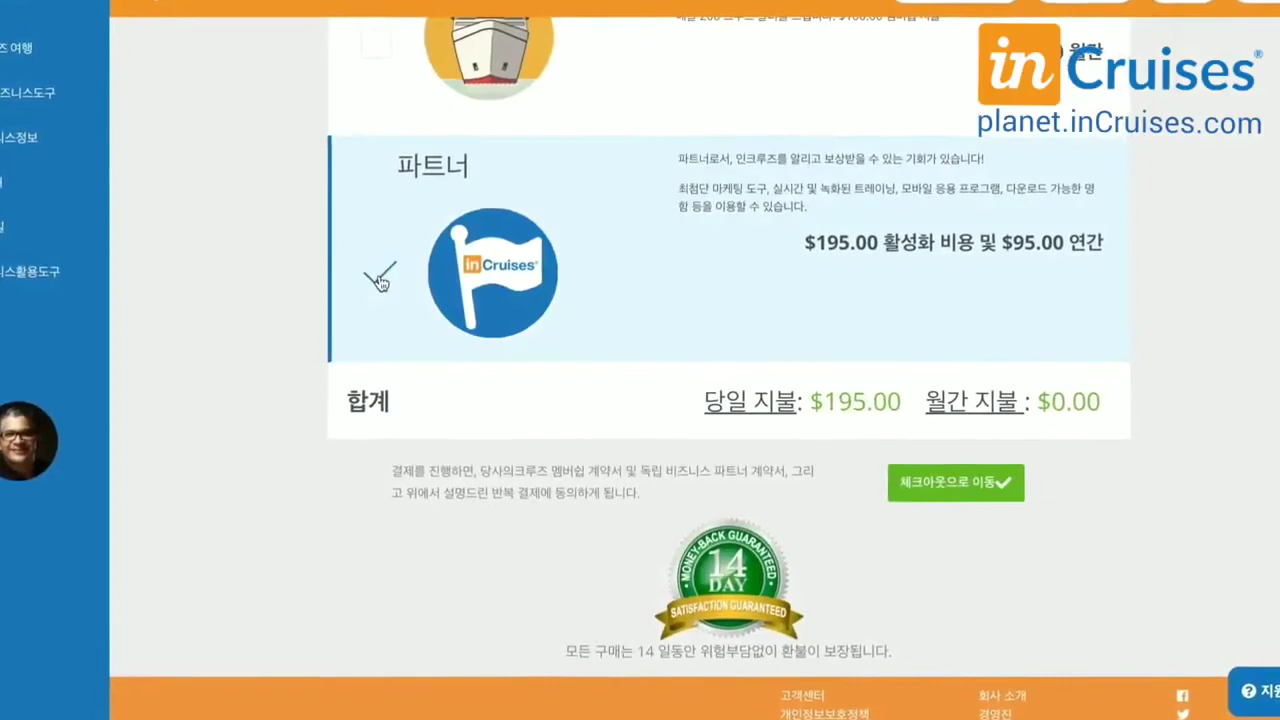 즈 여행
in Cruises®
planet.inCruises.com
즈니스도구
니스정보
파트너
파트너로서, 인크루즈를 알리고 보상받을 수 있는 기회가 있습니다!
최첨단 마케팅 도구, 실시간 및 녹화된 트레이닝, 모바일 응용 프로그램, 다운로드 가능한 명
함 등을 이용할 수 있습니다.
$195.00 활성화 비용 및 $95.00 연간
inCruises®
니스활용도구
합계 당일 지불: $195.00 월간 지불 : $0.00
결제를 진행하면, 당사의크루즈 멤버쉽 계약서 및 독립 비즈니스 파트너 계약서, 그리
고 위에서 설명드린 반복 결제에 동의하게 됩니다.
체크아웃으로 이동
MONEY-BACK GUARANTEED
14
DAY
SATISFACTION GUARANTEED
모든 구매는 14 일동안 위험부담없이 환불이 보장됩니다.
고객센터 회사 소개
개인정보보호정책 경영진
지원